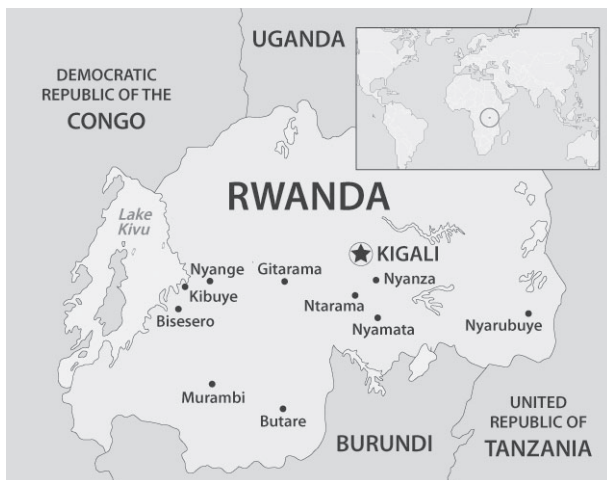 UGANDA
DEMOCRATIC
REPUBLIC OF THE
CONGO
RWANDA
Lake
Kivu
KIGALI
Nyange
Gitarama
Nyanza
Kibuye
Ntarama
Bisesero
Nyamata
Nyarubuye
Murambi
Butare
BURUNDI
UNITED
REPUBLIC OF
TANZANIA